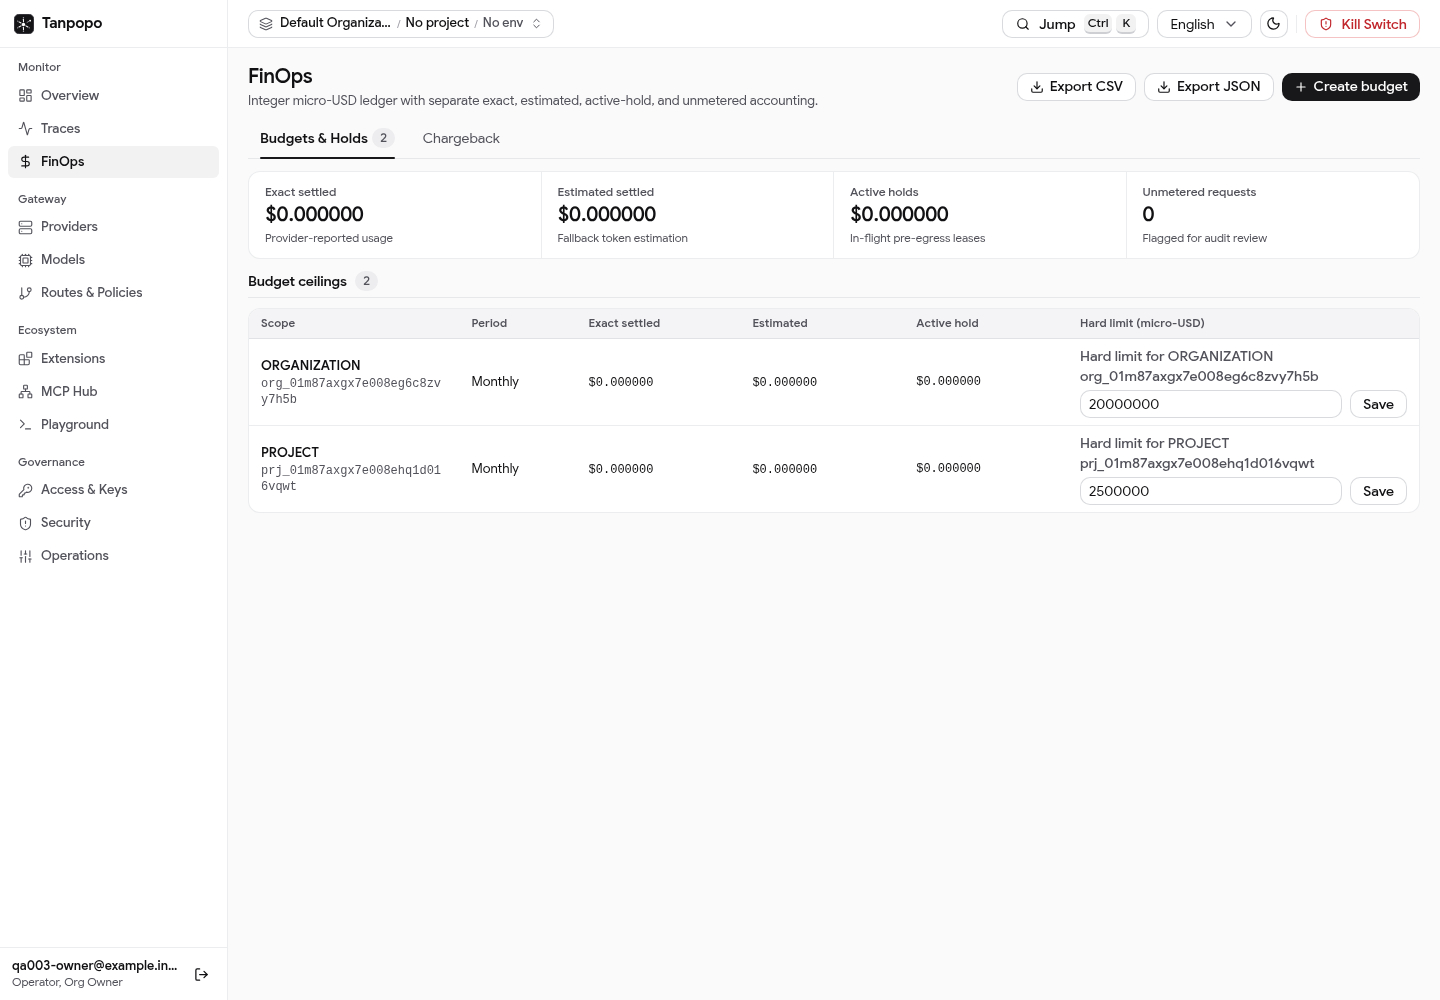 Tanpopo
Default Organiza... / No project / No env
Jump Ctrl K
English
Kill Switch
Monitor
Overview
Traces
FinOps
Gateway
Providers
Models
Routes & Policies
Ecosystem
Extensions
MCP Hub
Playground
Governance
Access & Keys
Security
Operations
qa003-owner@example.in...
Operator, Org Owner
FinOps
Integer micro-USD ledger with separate exact, estimated, active-hold, and unmetered accounting.
Export CSV
Export JSON
Create budget
Budgets & Holds 2
Chargeback
Exact settled
$0.000000
Provider-reported usage
Estimated settled
$0.000000
Fallback token estimation
Active holds
$0.000000
In-flight pre-egress leases
Unmetered requests
0
Flagged for audit review
Budget ceilings 2
Scope Period Exact settled Estimated Active hold Hard limit (micro-USD)
ORGANIZATION
org_01m87axgx7e008eg6c8zv
y7h5b
Monthly
$0.000000
$0.000000
$0.000000
Hard limit for ORGANIZATION
org_01m87axgx7e008eg6c8zvy7h5b
20000000
Save
PROJECT
prj_01m87axgx7e008ehq1d01
6vqwt
Monthly
$0.000000
$0.000000
$0.000000
Hard limit for PROJECT
prj_01m87axgx7e008ehq1d016vqwt
2500000
Save